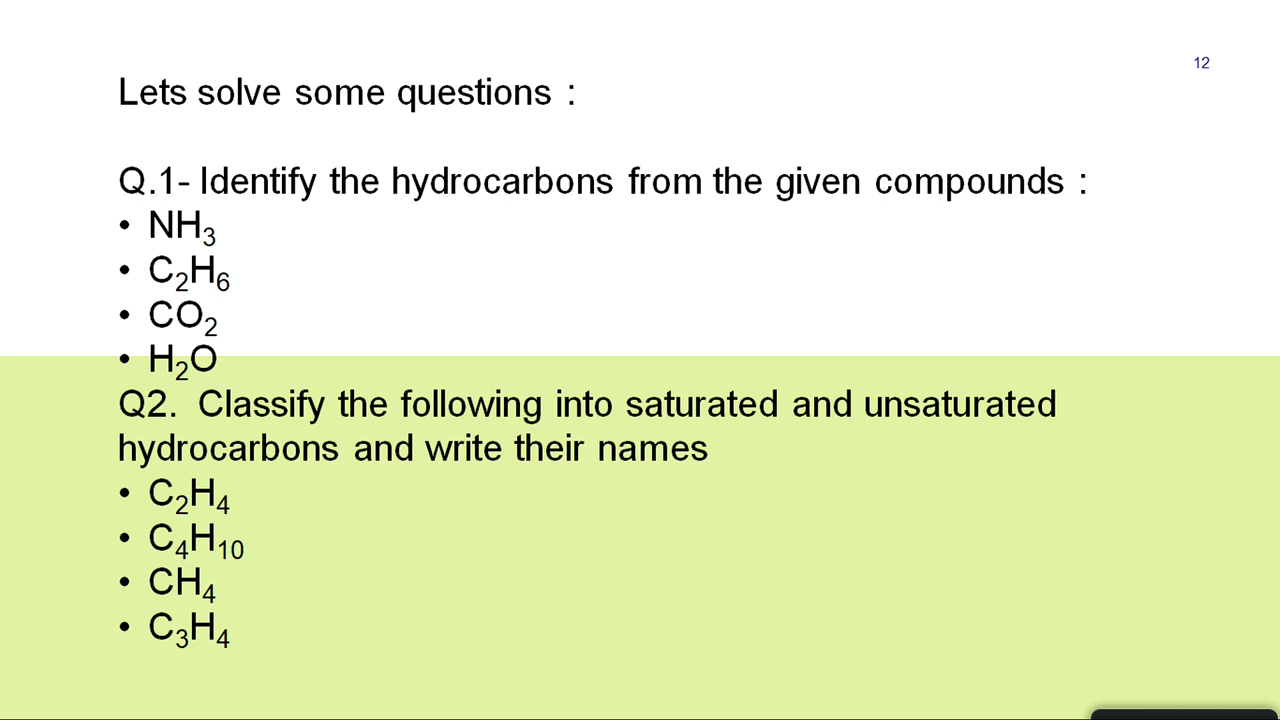 12
Lets solve some questions :
Q.1- Identify the hydrocarbons from the given compounds :
• NH₃
• C₂H₆
• CO₂
• H₂O
Q2. Classify the following into saturated and unsaturated
hydrocarbons and write their names
• C₂H₄
• C₄H₁₀
• CH₄
• C₃H₄